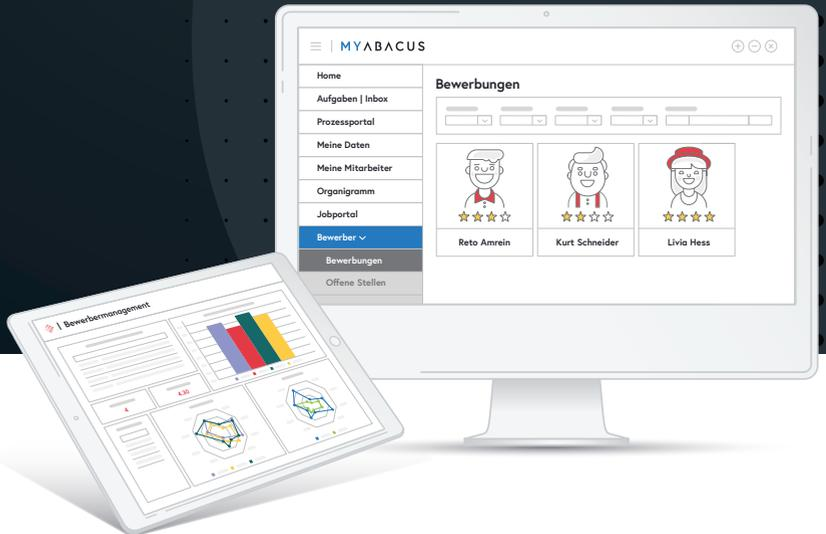 MYABACUS
Home
Aufgaben | Inbox
Prozessportal
Meine Daten
Meine Mitarbeiter
Organigramm
Jobportal
Bewerber
Bewerbungen
Offene Stellen
Bewerbungen
Reto Amrein
Kurt Schneider
Livia Hess
Bewerbermanagement
4
4,30